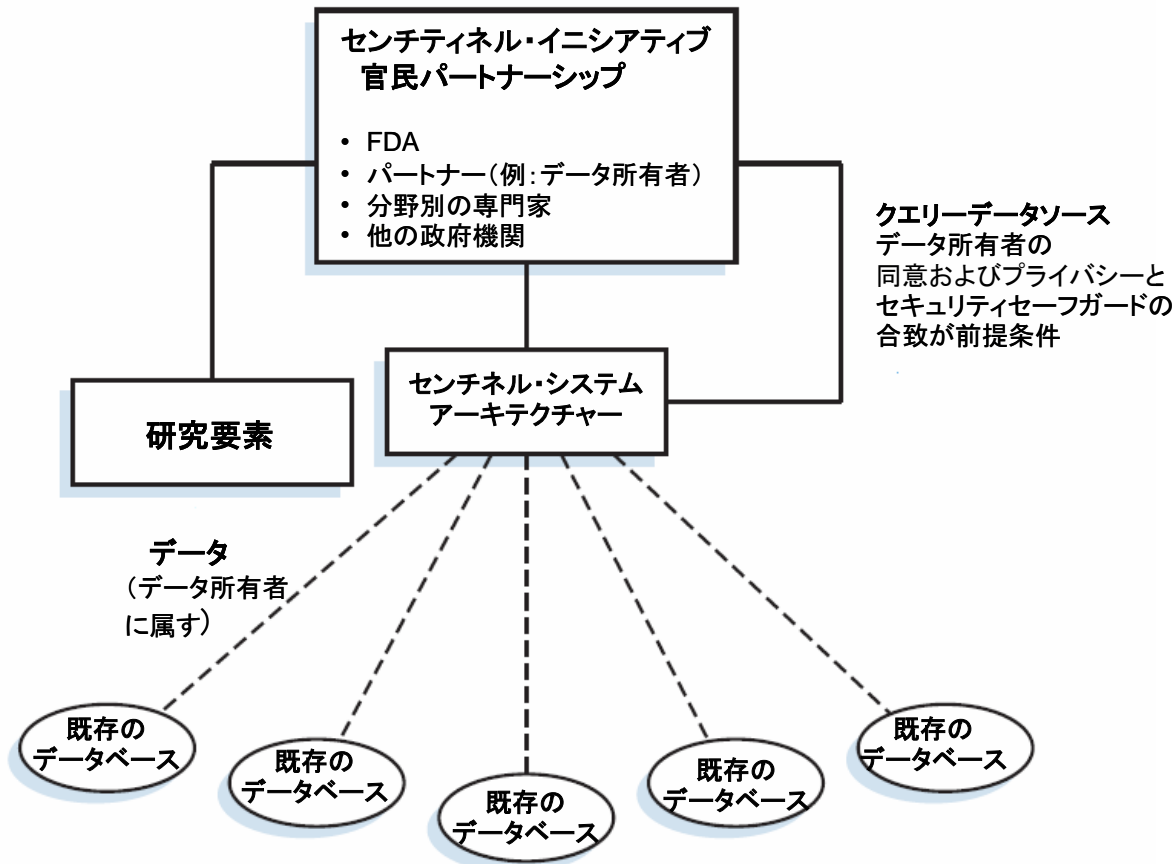 センチティネル・イニシアティブ
官民パートナーシップ
• FDA
• パートナー(例:データ所有者)
• 分野別の専門家
• 他の政府機関
クエリーデータソース
データ所有者の
同意およびプライバシーと
セキュリティセーフガードの
合致が前提条件
センチネル・システム
アーキテクチャー
研究要素
データ
(データ所有者
に属す)
既存の
データベース
既存の
データベース
既存の
データベース
既存の
データベース
既存の
データベース